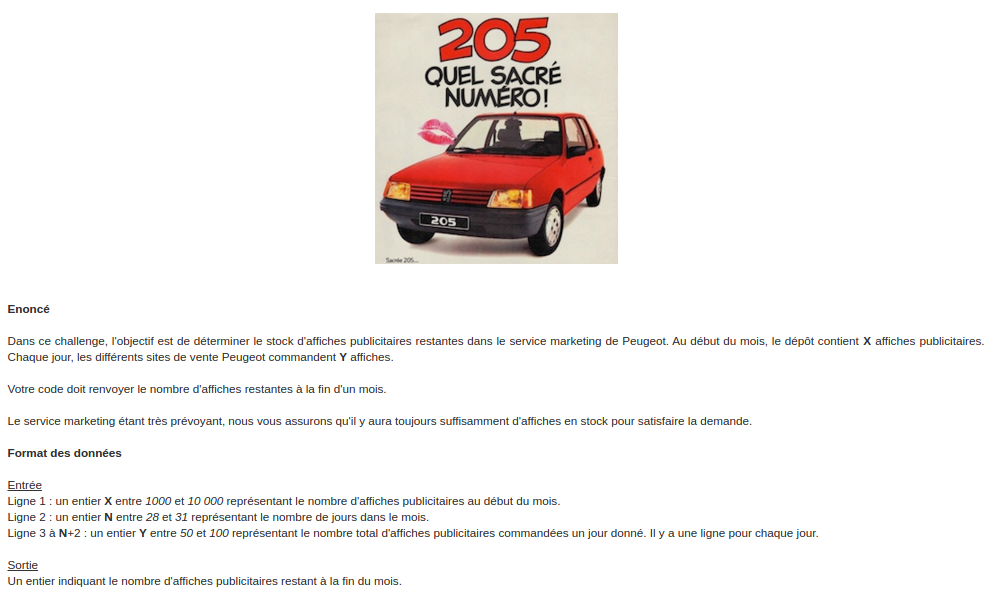 205
QUEL SACRÉ
NUMÉRO !
205
Sacrée 205...
Enoncé
Dans ce challenge, l'objectif est de déterminer le stock d'affiches publicitaires restantes dans le service marketing de Peugeot. Au début du mois, le dépôt contient X affiches publicitaires.
Chaque jour, les différents sites de vente Peugeot commandent Y affiches.
Votre code doit renvoyer le nombre d'affiches restantes à la fin d'un mois.
Le service marketing étant très prévoyant, nous vous assurons qu'il y aura toujours suffisamment d'affiches en stock pour satisfaire la demande.
Format des données
Entrée
Ligne 1 : un entier X entre 1000 et 10 000 représentant le nombre d'affiches publicitaires au début du mois.
Ligne 2 : un entier N entre 28 et 31 représentant le nombre de jours dans le mois.
Ligne 3 à N+2 : un entier Y entre 50 et 100 représentant le nombre total d'affiches publicitaires commandées un jour donné. Il y a une ligne pour chaque jour.
Sortie
Un entier indiquant le nombre d'affiches publicitaires restant à la fin du mois.